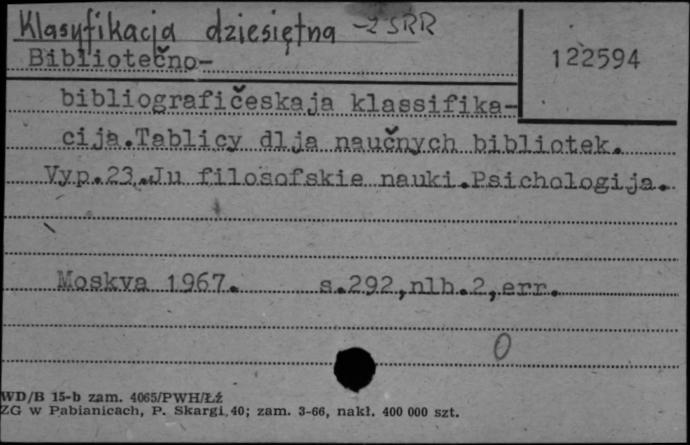 Klasyfikacja dziesiętna - ZSRR
122594
Bibliotečno-
bibliografičeskaja klassifika-
cija.Tablicy dlja naučnych bibliotek.
Vyp.23.Ju filosofskie nauki.Psichologija.
Moskva 1967. s.292,nlb.2,err.
0
WD/B 15-b zam. 4065/PWH/Łź
ZG w Pabianicach, P. Skargi 40; zam. 3-66, nakł. 400 000 szt.